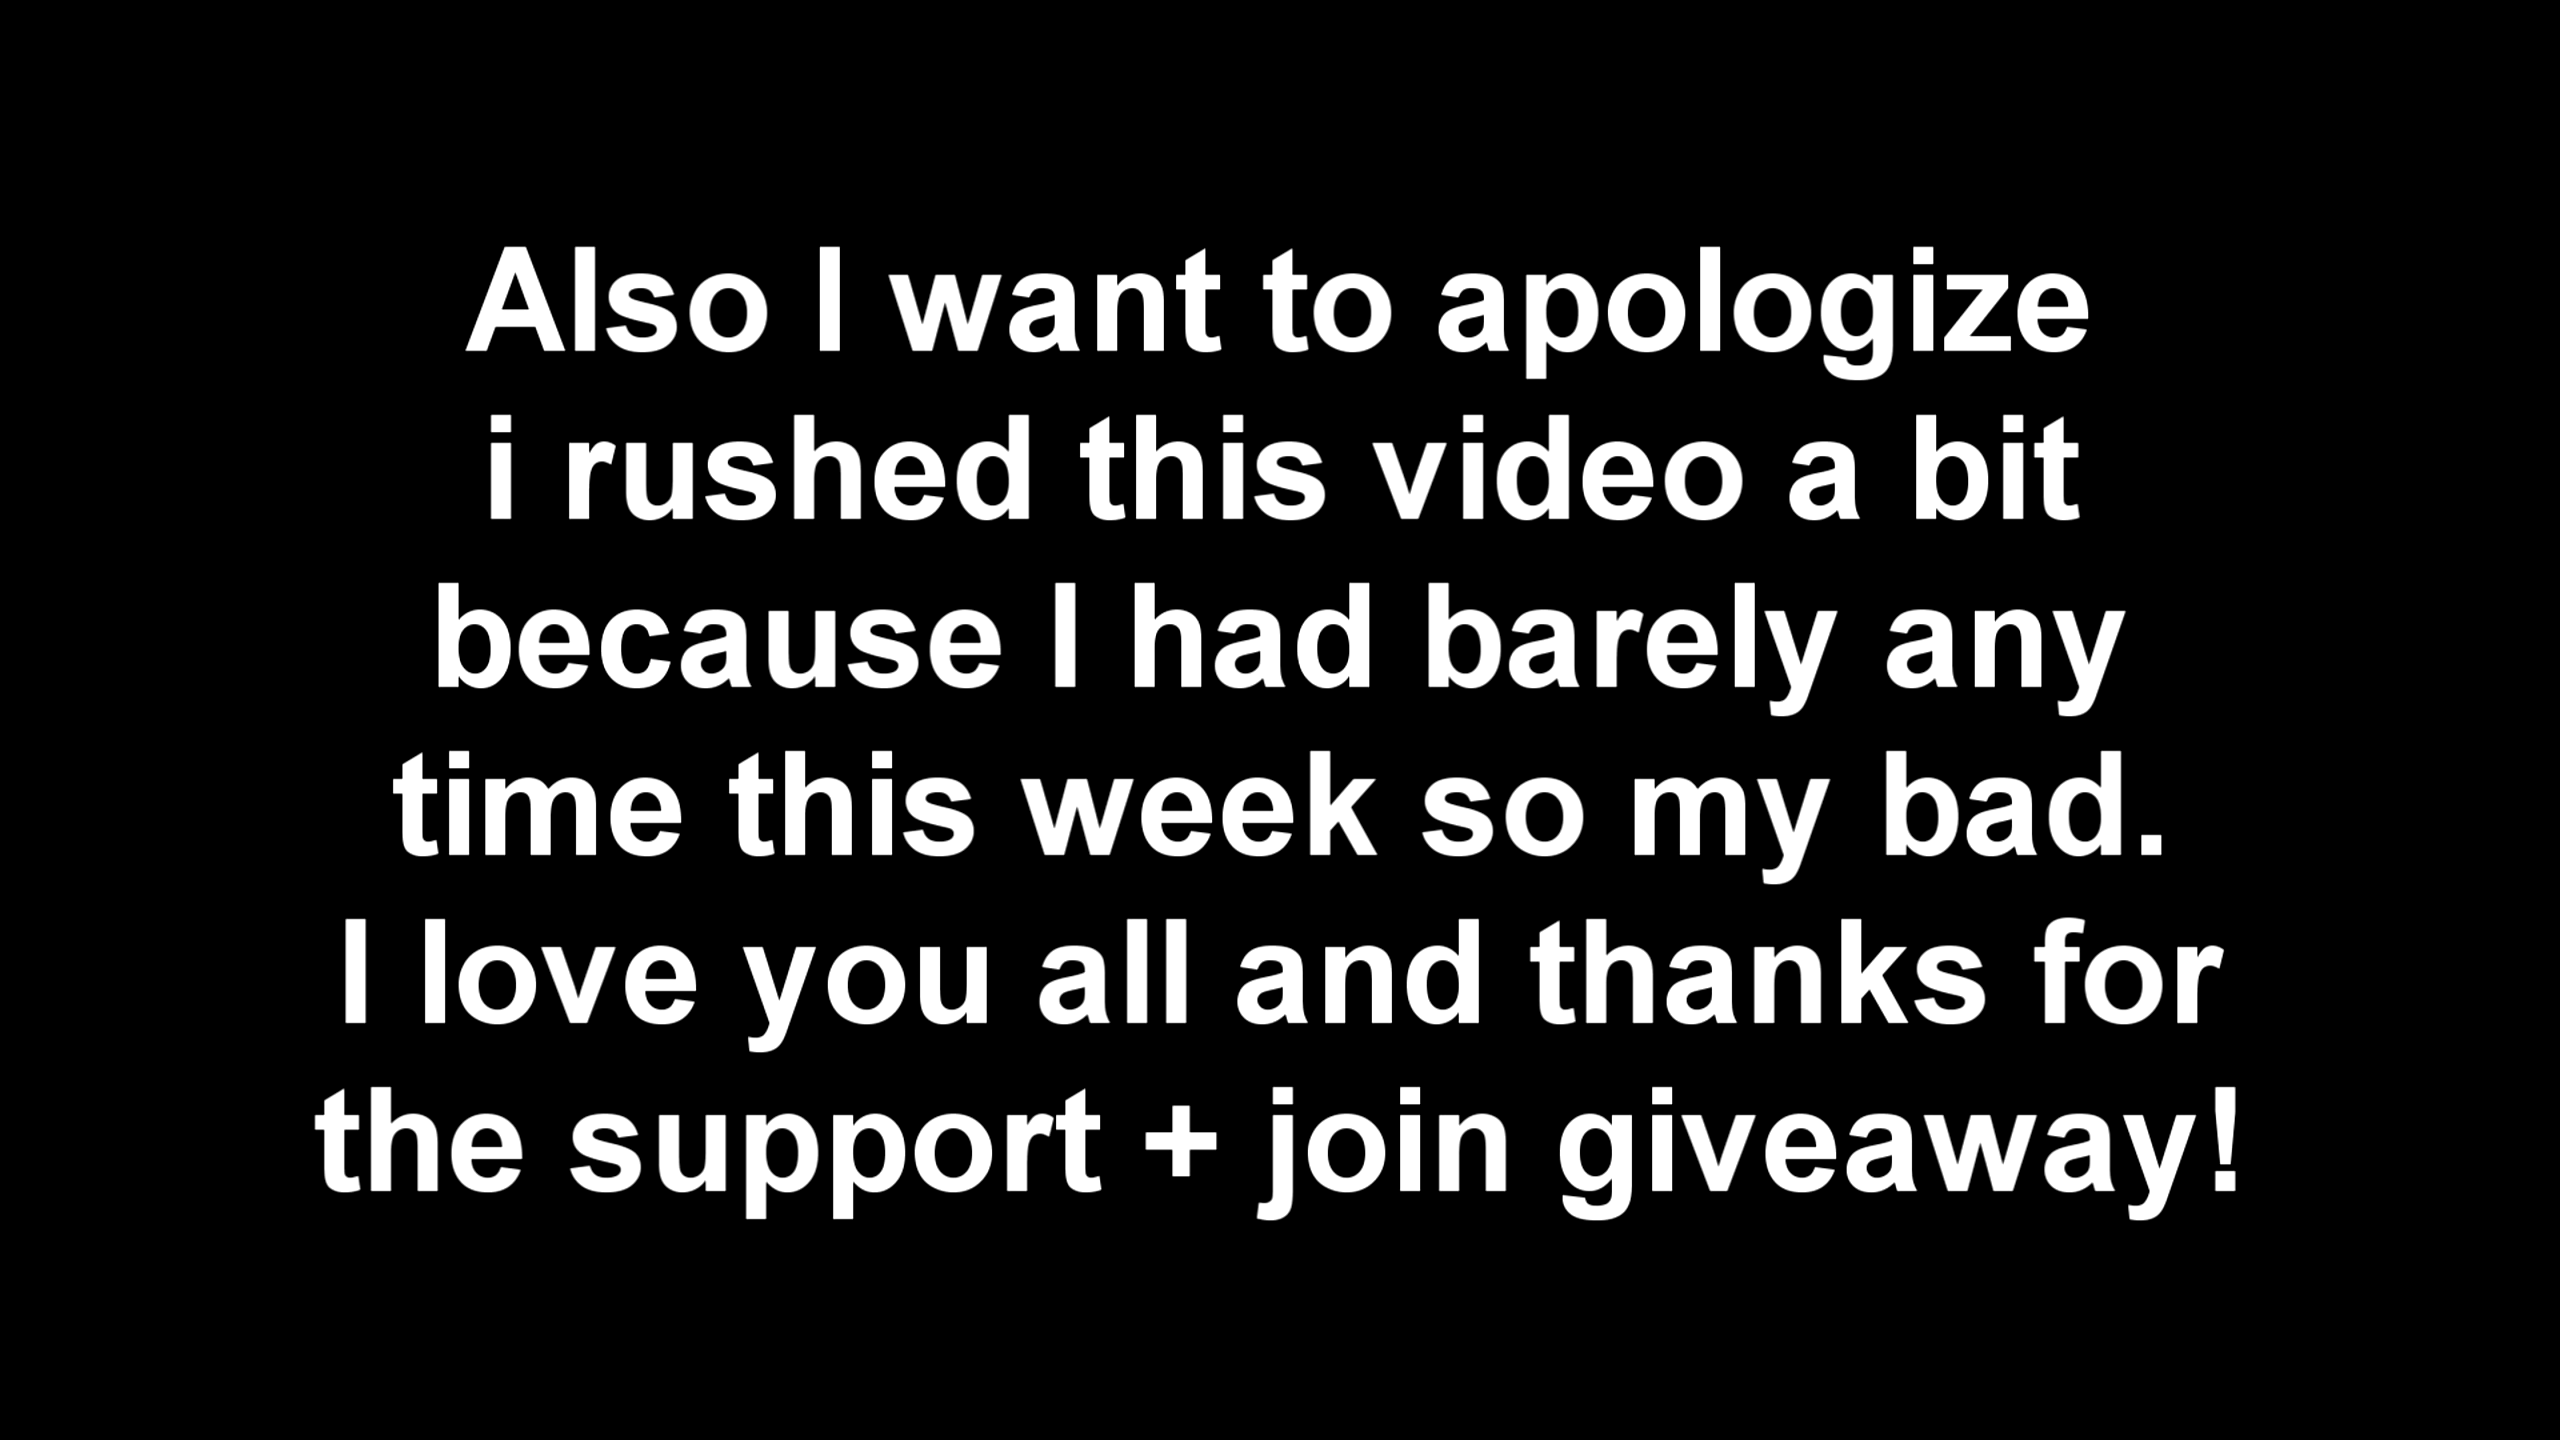 Also I want to apologize
i rushed this video a bit
because I had barely any
time this week so my bad.
I love you all and thanks for
the support + join giveaway!